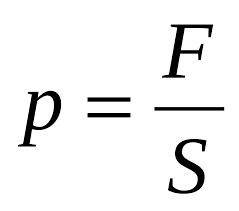 p = F/S